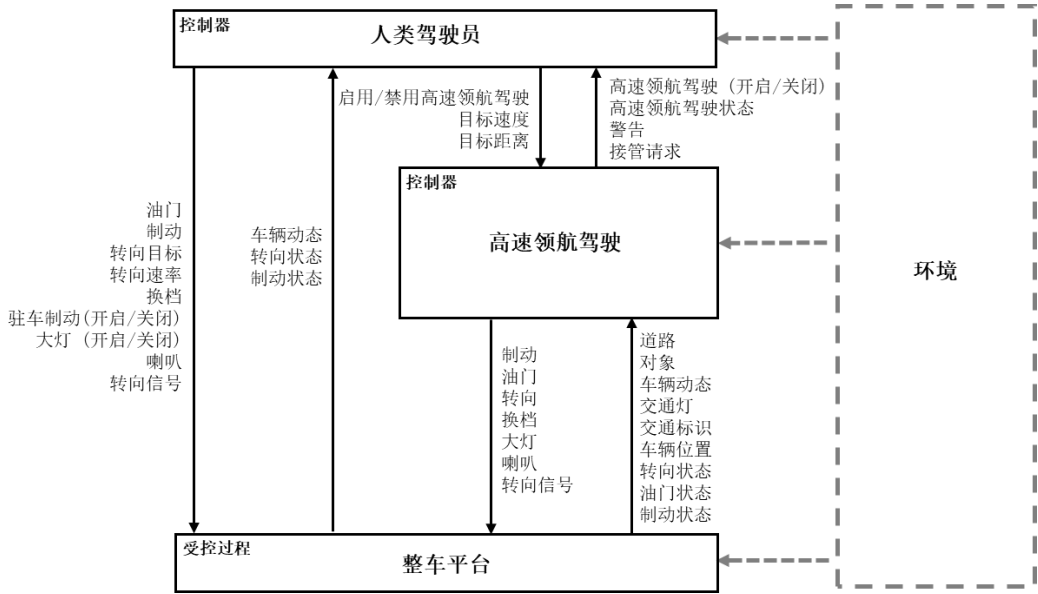 控制器
人类驾驶员
启用/禁用高速领航驾驶
目标速度
目标距离
高速领航驾驶（开启/关闭）
高速领航驾驶状态
警告
接管请求
控制器
高速领航驾驶
油门
制动
转向目标
转向速率
换档
驻车制动(开启/关闭)
大灯（开启/关闭）
喇叭
转向信号
车辆动态
转向状态
制动状态
环境
制动
油门
转向
换档
大灯
喇叭
转向信号
道路
对象
车辆动态
交通灯
交通标识
车辆位置
转向状态
油门状态
制动状态
受控过程
整车平台